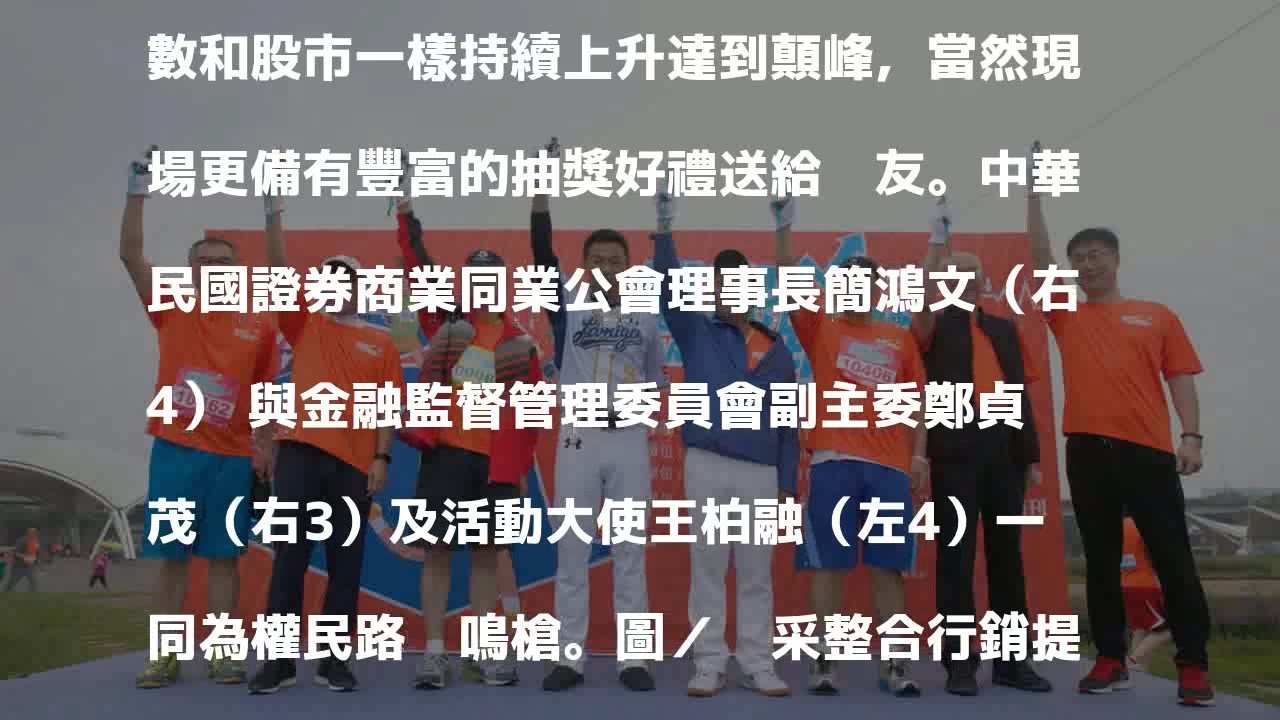 數和股市一樣持續上升達到顛峰，當然現
場更備有豐富的抽獎好禮送給　友。中華
民國證券商業同業公會理事長簡鴻文（右
4） 與金融監督管理委員會副主委鄭貞
茂（右3）及活動大使王柏融（左4）一
同為權民路　鳴槍。圖／　采整合行銷提
Lamigo
10406